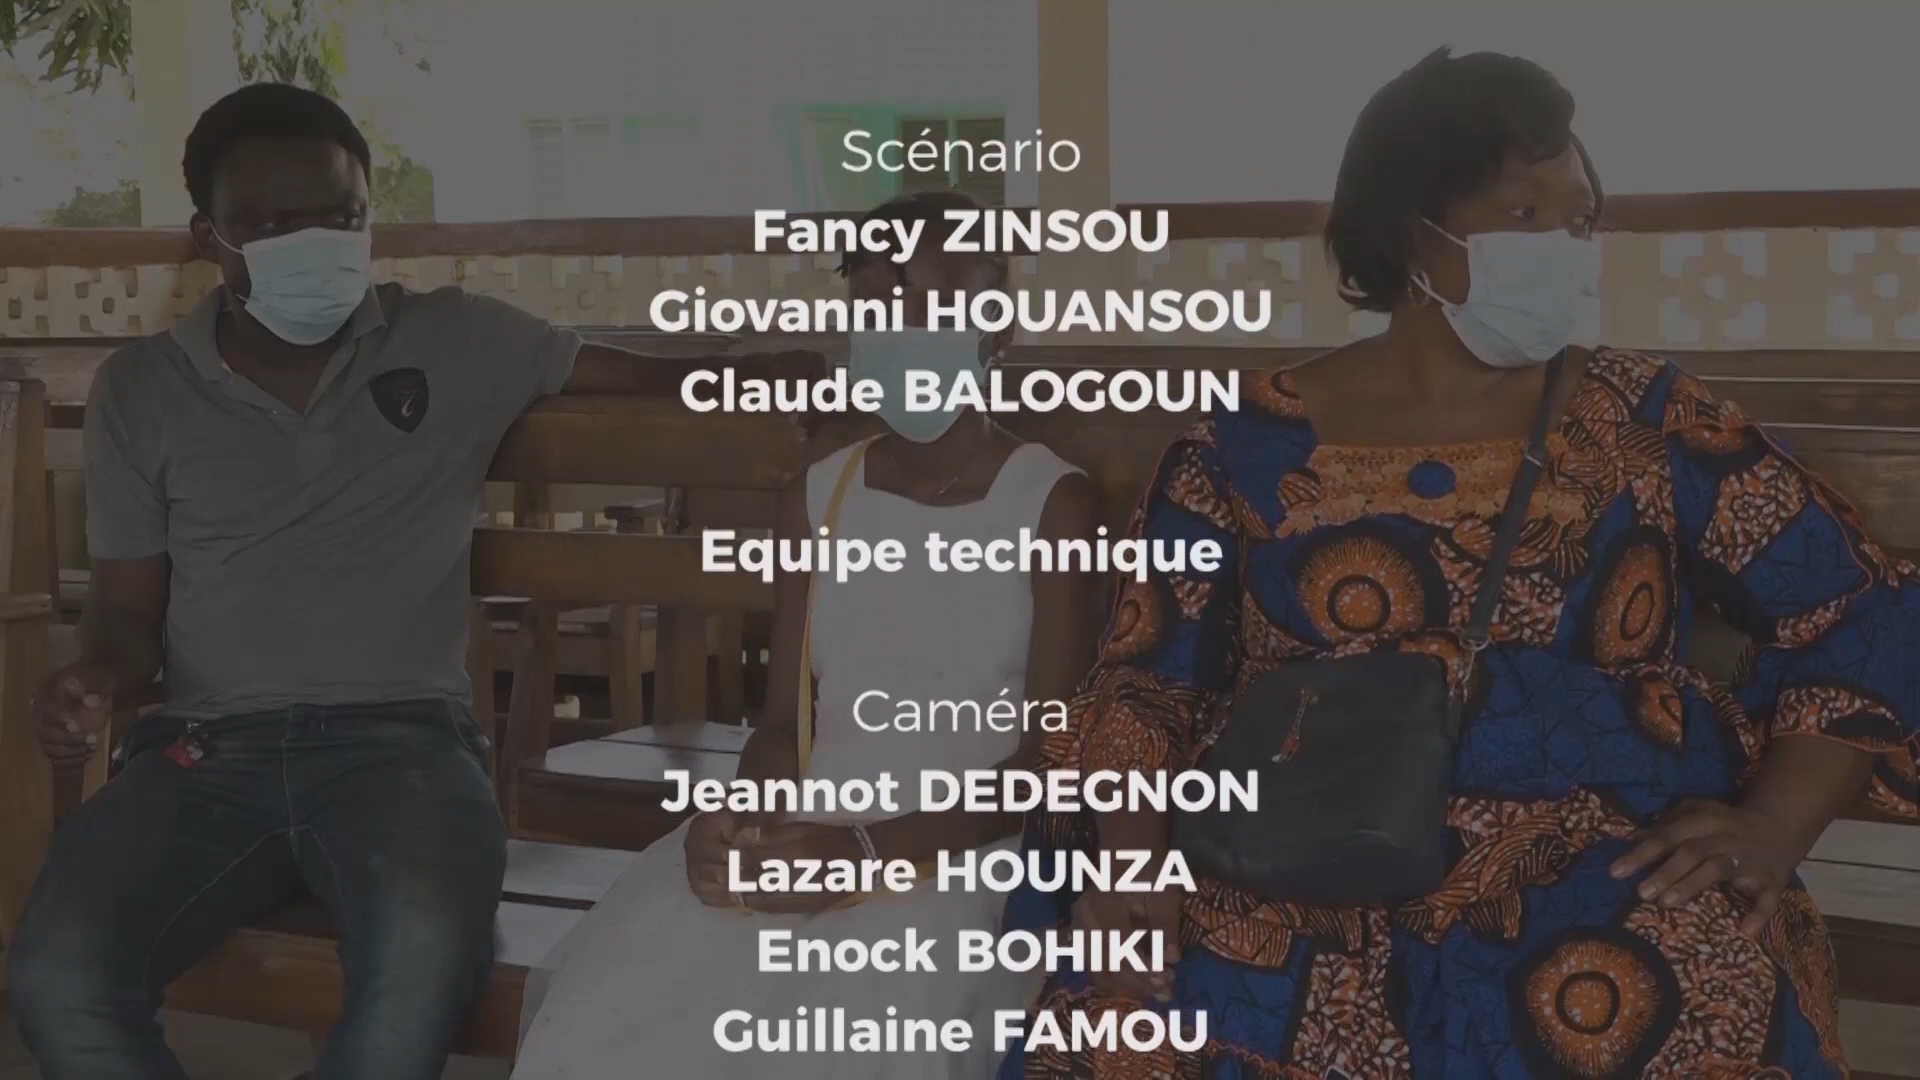 Scénario
Fancy ZINSOU
Giovanni HOUANSOU
Claude BALOGOUN
Equipe technique
Caméra
Jeannot DEDEGNON
Lazare HOUNZA
Enock BOHIKI
Guillaine FAMOU